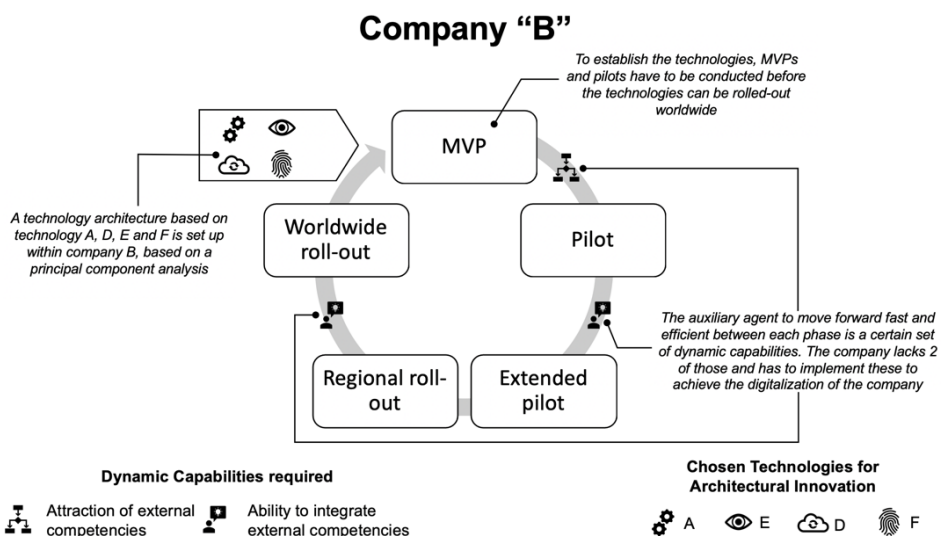 Company “B”
To establish the technologies, MVPs
and pilots have to be conducted before
the technologies can be rolled-out
worldwide
MVP
A technology architecture based on
technology A, D, E and F is set up
within company B, based on a
principal component analysis
Worldwide
roll-out
Pilot
The auxiliary agent to move forward fast and
efficient between each phase is a certain set
of dynamic capabilities. The company lacks 2
of those and has to implement these to
achieve the digitalization of the company
Regional roll-
out
Extended
pilot
Dynamic Capabilities required
Attraction of external
competencies
Ability to integrate
external competencies
Chosen Technologies for
Architectural Innovation
A
E
D
F